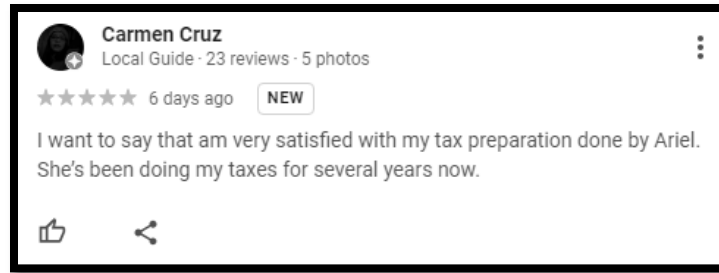 Carmen Cruz
Local Guide · 23 reviews · 5 photos
6 days ago NEW
I want to say that am very satisfied with my tax preparation done by Ariel.
She’s been doing my taxes for several years now.